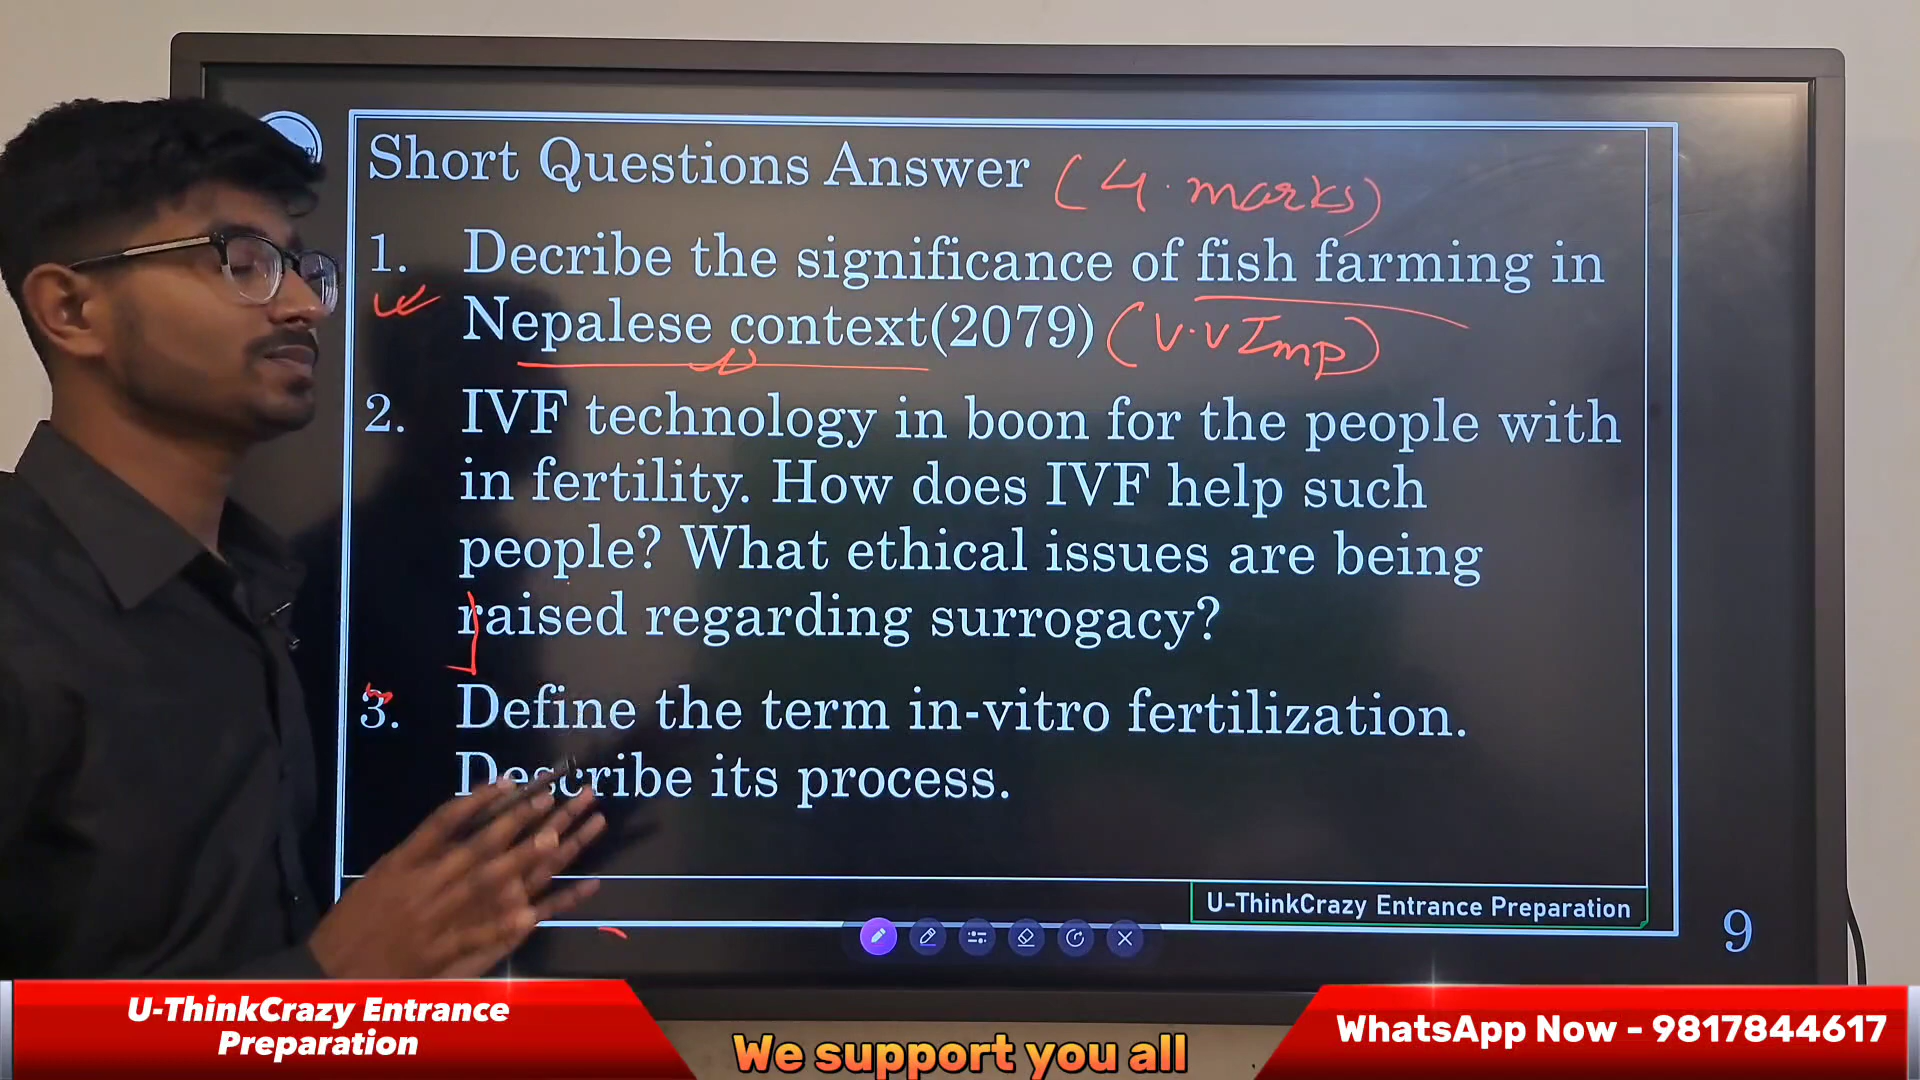 Short Questions Answer (4 marks)
1. Decribe the significance of fish farming in
Nepalese context(2079) (V.V Imp)
2. IVF technology in boon for the people with
in fertility. How does IVF help such
people? What ethical issues are being
raised regarding surrogacy?
3. Define the term in-vitro fertilization.
Describe its process.
U-ThinkCrazy Entrance Preparation
9
U-ThinkCrazy Entrance
Preparation
We support you all
WhatsApp Now - 9817844617